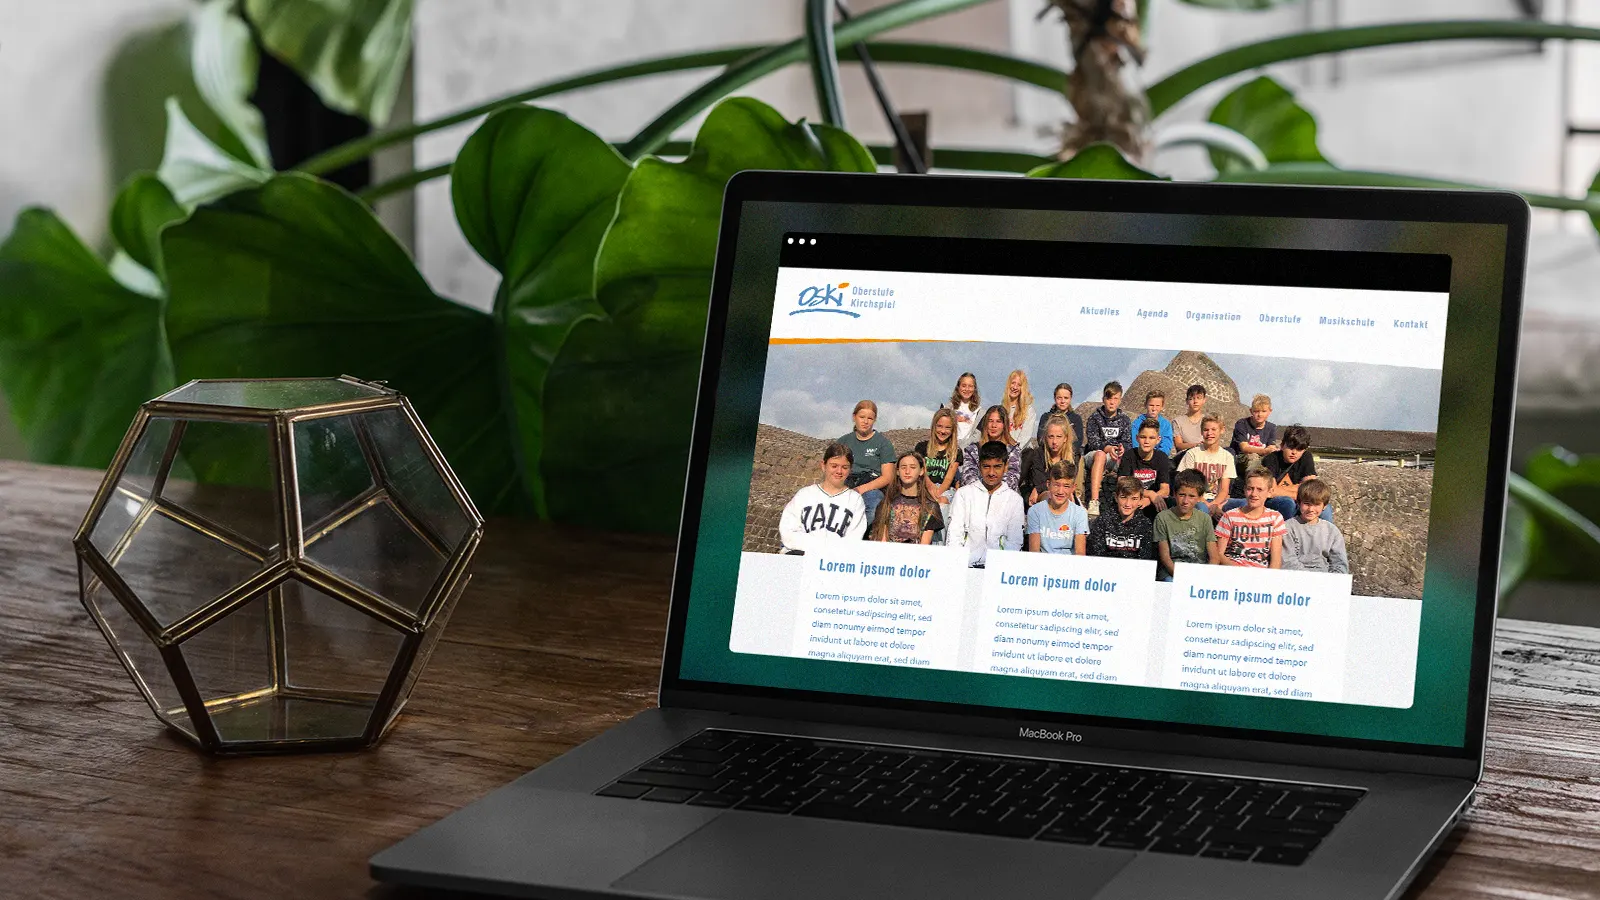 Oski Oberstufe
Kirchspiel
Aktuelles Agenda Organisation Oberstufe Musikschule Kontakt
YALE
DON'T
Lorem ipsum dolor
Lorem ipsum dolor sit amet,
consetetur sadipscing elitr, sed
diam nonumy eirmod tempor
invidunt ut labore et dolore
magna aliquyam erat, sed diam
Lorem ipsum dolor
Lorem ipsum dolor sit amet,
consetetur sadipscing elitr, sed
diam nonumy eirmod tempor
invidunt ut labore et dolore
magna aliquyam erat, sed diam
Lorem ipsum dolor
Lorem ipsum dolor sit amet,
consetetur sadipscing elitr, sed
diam nonumy eirmod tempor
invidunt ut labore et dolore
magna aliquyam erat, sed diam
MacBook Pro